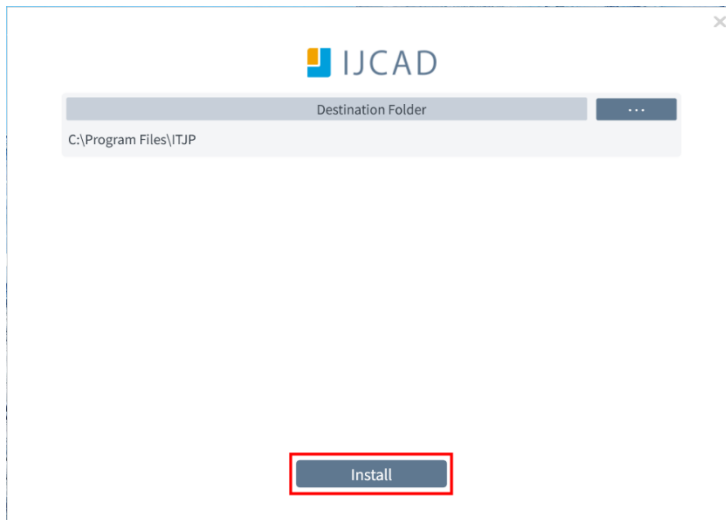 IJCAD
Destination Folder
...
C:\Program Files\ITJP
Install